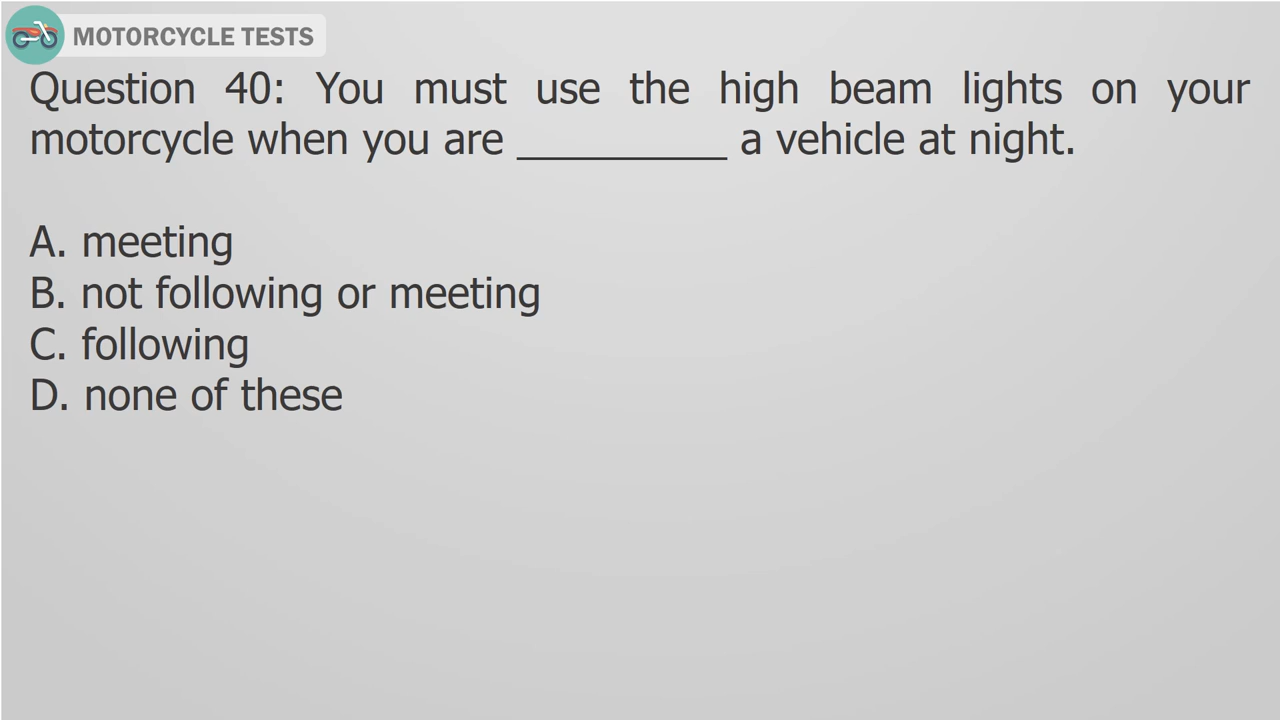 MOTORCYCLE TESTS
Question 40: You must use the high beam lights on your
motorcycle when you are __________ a vehicle at night.
A. meeting
B. not following or meeting
C. following
D. none of these